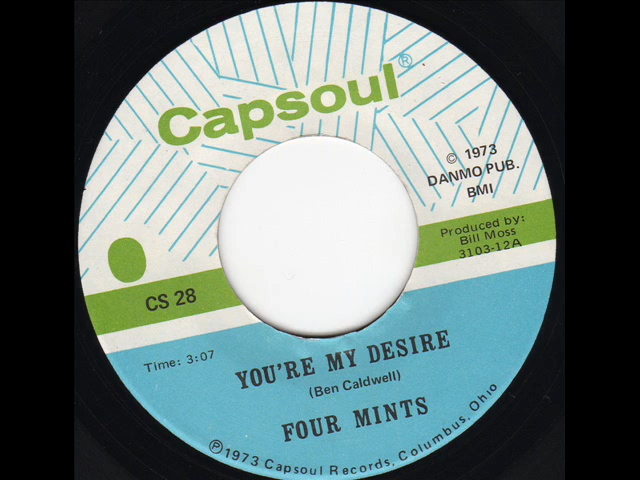 Capsoul®
© 1973
DANMO PUB.
BMI
Produced by:
Bill Moss
3103-12A
CS 28
Time: 3:07
YOU'RE MY DESIRE
(Ben Caldwell)
FOUR MINTS
℗1973 Capsoul Records, Columbus, Ohio